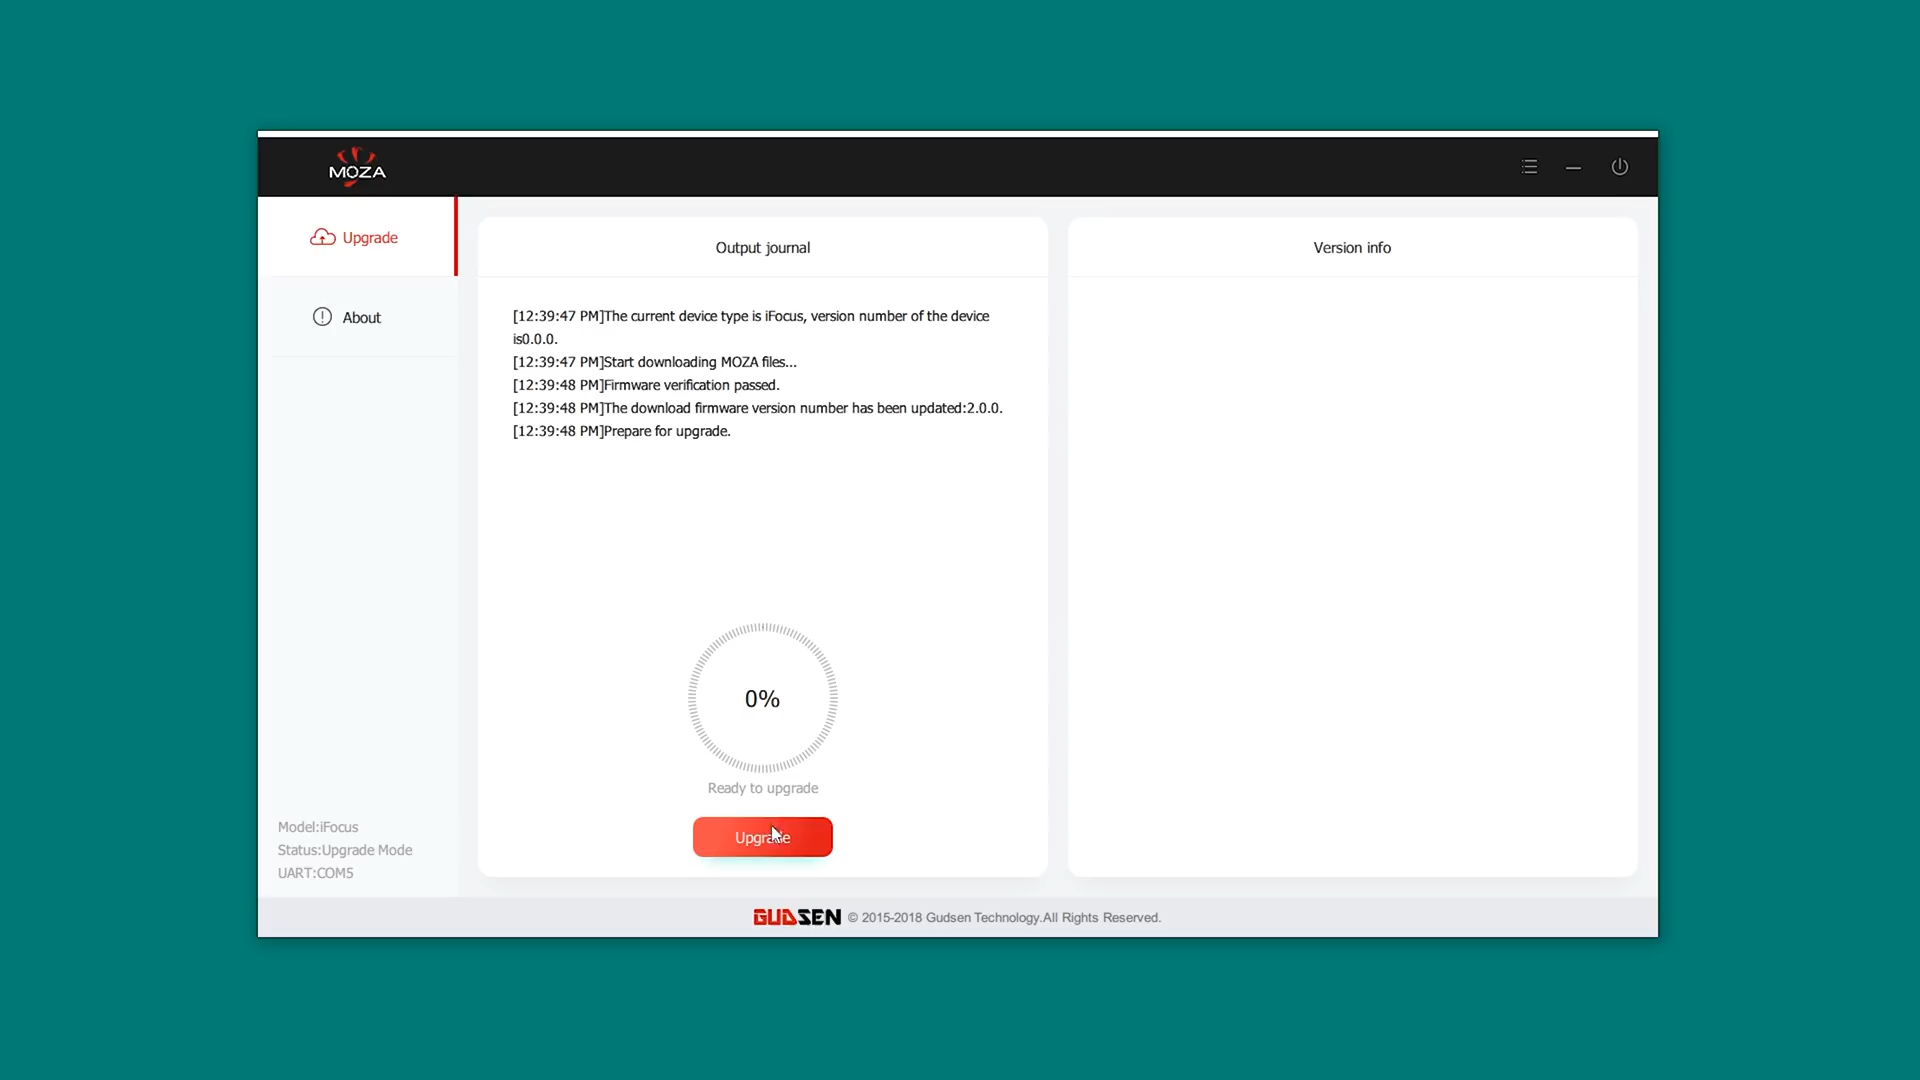 MOZA
Upgrade
About
Output journal
[12:39:47 PM]The current device type is iFocus, version number of the device
is0.0.0.
[12:39:47 PM]Start downloading MOZA files...
[12:39:48 PM]Firmware verification passed.
[12:39:48 PM]The download firmware version number has been updated:2.0.0.
[12:39:48 PM]Prepare for upgrade.
0%
Ready to upgrade
Upgrade
Version info
Model:iFocus
Status:Upgrade Mode
UART:COM5
GUDSEN © 2015-2018 Gudsen Technology.All Rights Reserved.